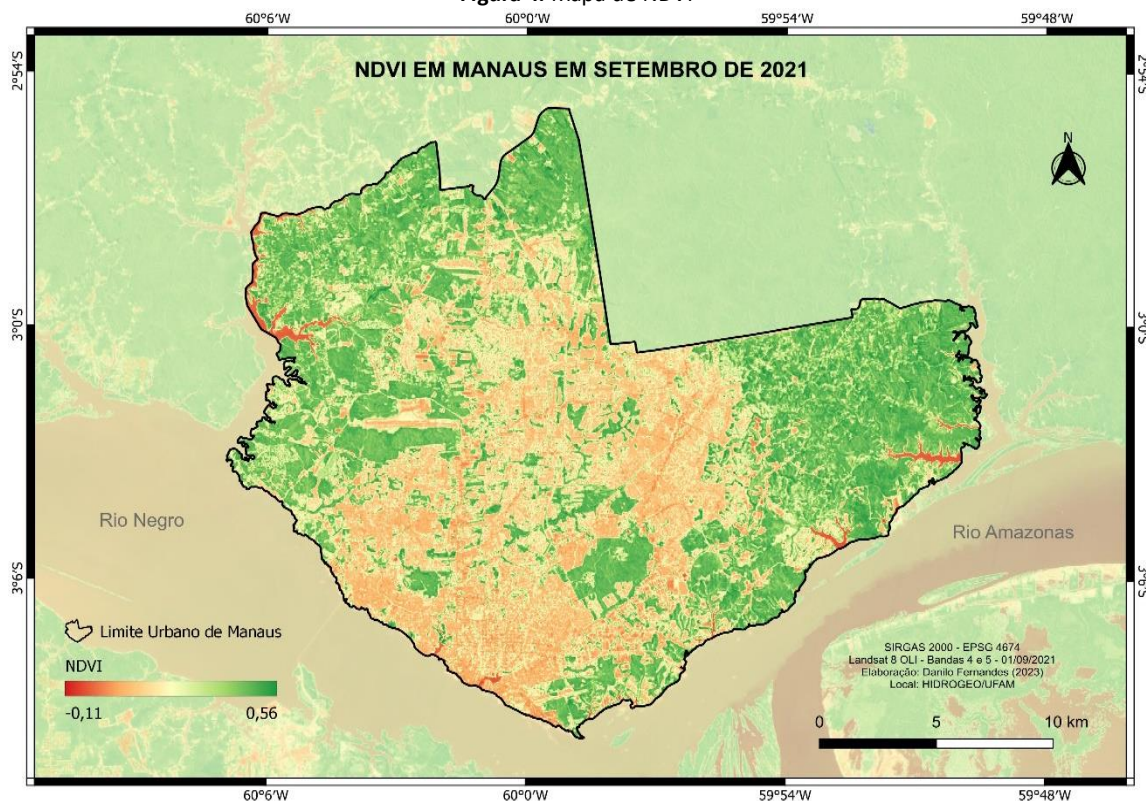 60°6'W 60°0'W 59°54'W 59°48'W
NDVI EM MANAUS EM SETEMBRO DE 2021
2°54'S
N
3°0'S
Rio Negro
Rio Amazonas
3°6'S
Limite Urbano de Manaus
NDVI
-0,11 0,56
SIRGAS 2000 - EPSG 4674
Landsat 8 OLI - Bandas 4 e 5 - 01/09/2021
Elaboração: Danilo Fernandes (2023)
Local: HIDROGEO/UFAM
0 5 10 km
60°6'W 60°0'W 59°54'W 59°48'W